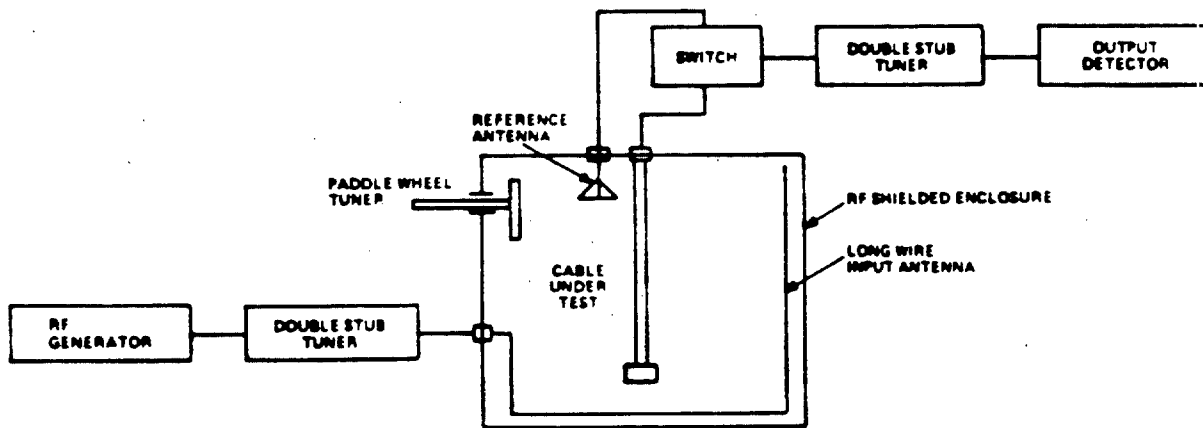 SWITCH
DOUBLE STUB
TUNER
OUTPUT
DETECTOR
REFERENCE
ANTENNA
PADDLE WHEEL
TUNER
RF SHIELDED ENCLOSURE
LONG WIRE
INPUT ANTENNA
CABLE
UNDER
TEST
RF
GENERATOR
DOUBLE STUB
TUNER